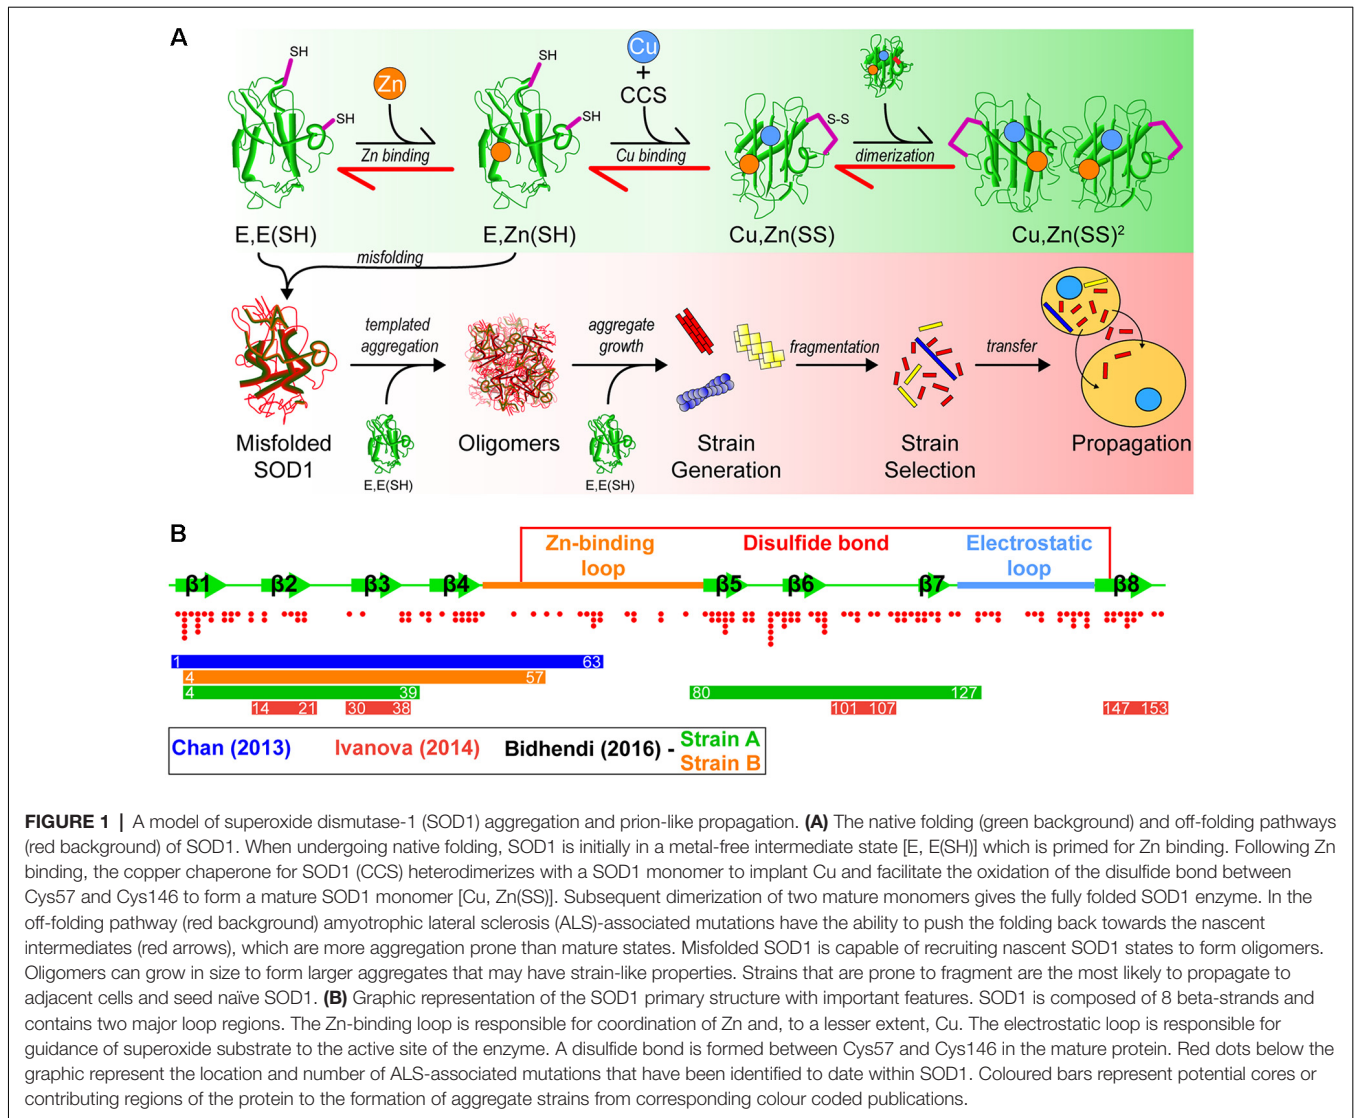 A
SH
SH
Zn
Zn binding
SH
SH
Cu
+
CCS
Cu binding
S-S
dimerization
E,E(SH)
E,Zn(SH)
Cu,Zn(SS)
Cu,Zn(SS)²
misfolding
templated
aggregation
aggregate
growth
fragmentation
transfer
Misfolded
SOD1
E,E(SH)
Oligomers
E,E(SH)
Strain
Generation
Strain
Selection
Propagation
B
Zn-binding
loop
Disulfide bond
Electrostatic
loop
β1 β2 β3 β4 β5 β6 β7 β8
1 63
4 57
4 39 80 127
14 21 30 38 101 107 147 153
Chan (2013) Ivanova (2014) Bidhendi (2016) - Strain A
Strain B
FIGURE 1 | A model of superoxide dismutase-1 (SOD1) aggregation and prion-like propagation. (A) The native folding (green background) and off-folding pathways
(red background) of SOD1. When undergoing native folding, SOD1 is initially in a metal-free intermediate state [E, E(SH)] which is primed for Zn binding. Following Zn
binding, the copper chaperone for SOD1 (CCS) heterodimerizes with a SOD1 monomer to implant Cu and facilitate the oxidation of the disulfide bond between
Cys57 and Cys146 to form a mature SOD1 monomer [Cu, Zn(SS)]. Subsequent dimerization of two mature monomers gives the fully folded SOD1 enzyme. In the
off-folding pathway (red background) amyotrophic lateral sclerosis (ALS)-associated mutations have the ability to push the folding back towards the nascent
intermediates (red arrows), which are more aggregation prone than mature states. Misfolded SOD1 is capable of recruiting nascent SOD1 states to form oligomers.
Oligomers can grow in size to form larger aggregates that may have strain-like properties. Strains that are prone to fragment are the most likely to propagate to
adjacent cells and seed naïve SOD1. (B) Graphic representation of the SOD1 primary structure with important features. SOD1 is composed of 8 beta-strands and
contains two major loop regions. The Zn-binding loop is responsible for coordination of Zn and, to a lesser extent, Cu. The electrostatic loop is responsible for
guidance of superoxide substrate to the active site of the enzyme. A disulfide bond is formed between Cys57 and Cys146 in the mature protein. Red dots below the
graphic represent the location and number of ALS-associated mutations that have been identified to date within SOD1. Coloured bars represent potential cores or
contributing regions of the protein to the formation of aggregate strains from corresponding colour coded publications.